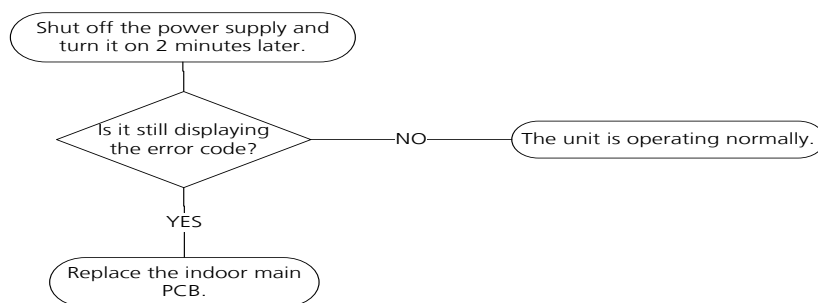 Shut off the power supply and
turn it on 2 minutes later.
Is it still displaying
the error code?
NO
The unit is operating normally.
YES
Replace the indoor main
PCB.